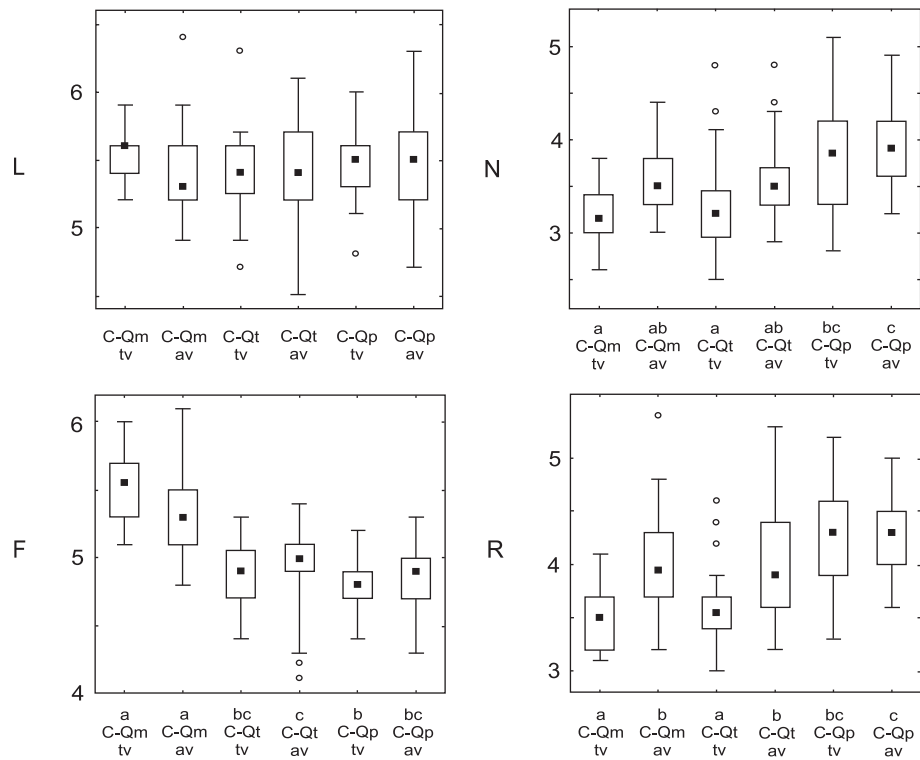 L
6
5
C-Qm C-Qm C-Qt C-Qt C-Qp C-Qp
tv av tv av tv av
N
5
4
3
a ab a ab bc c
C-Qm C-Qm C-Qt C-Qt C-Qp C-Qp
tv av tv av tv av
F
6
5
4
a a bc c b bc
C-Qm C-Qm C-Qt C-Qt C-Qp C-Qp
tv av tv av tv av
R
5
4
3
a b a b bc c
C-Qm C-Qm C-Qt C-Qt C-Qp C-Qp
tv av tv av tv av